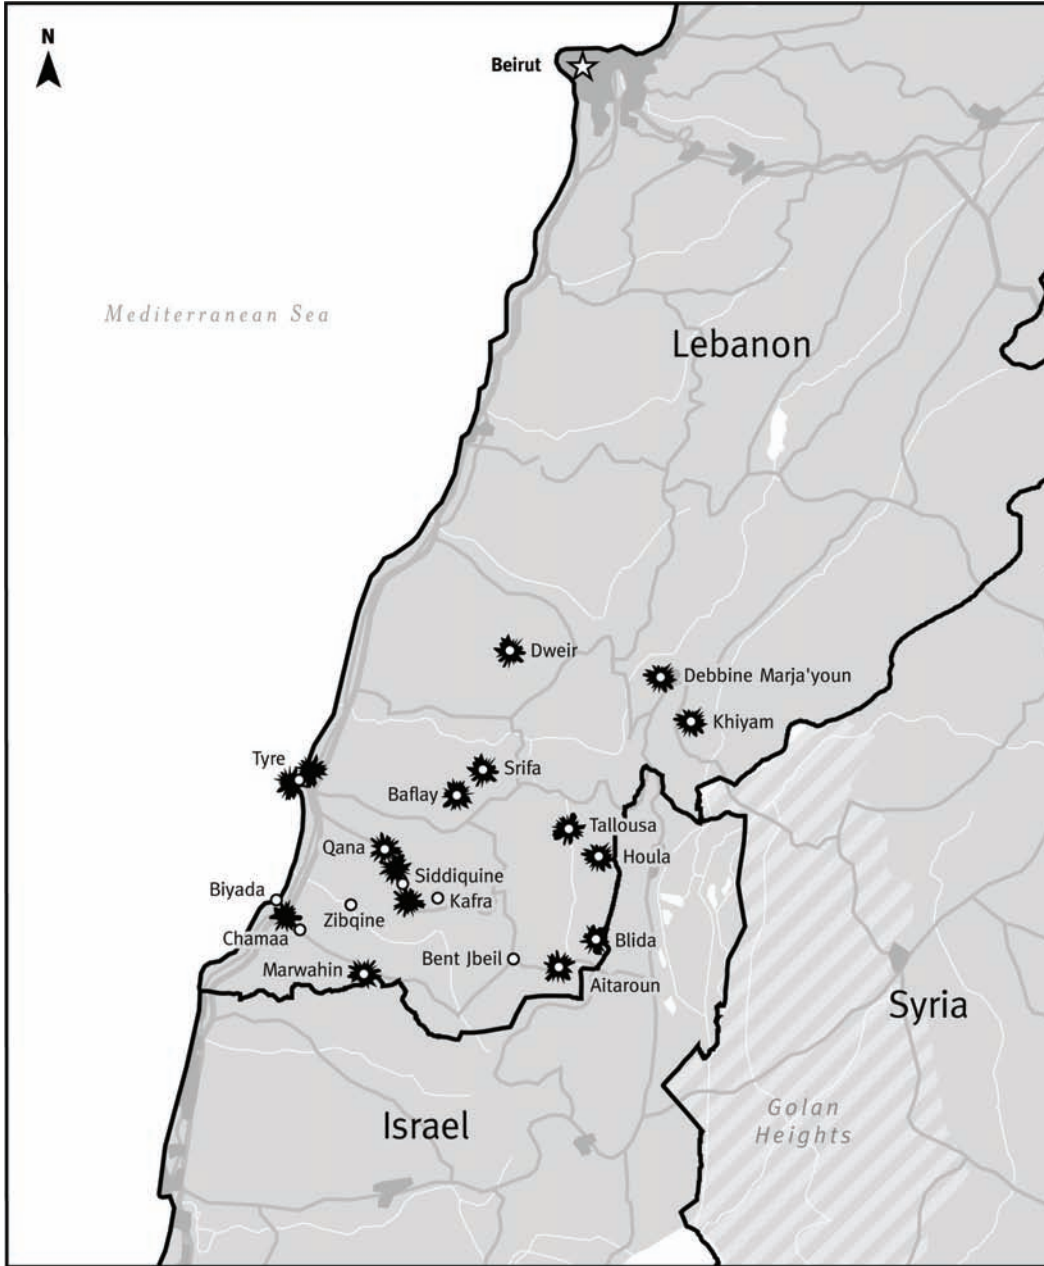 N
Beirut
Mediterranean Sea
Lebanon
Dweir
Debbine Marja'youn
Khiyam
Tyre
Srifa
Baflay
Tallousa
Qana
Houla
Siddiquine
Biyada
Kafra
Zibqine
Chamaa
Blida
Bent Jbeil
Marwahin
Aitaroun
Syria
Golan
Heights
Israel